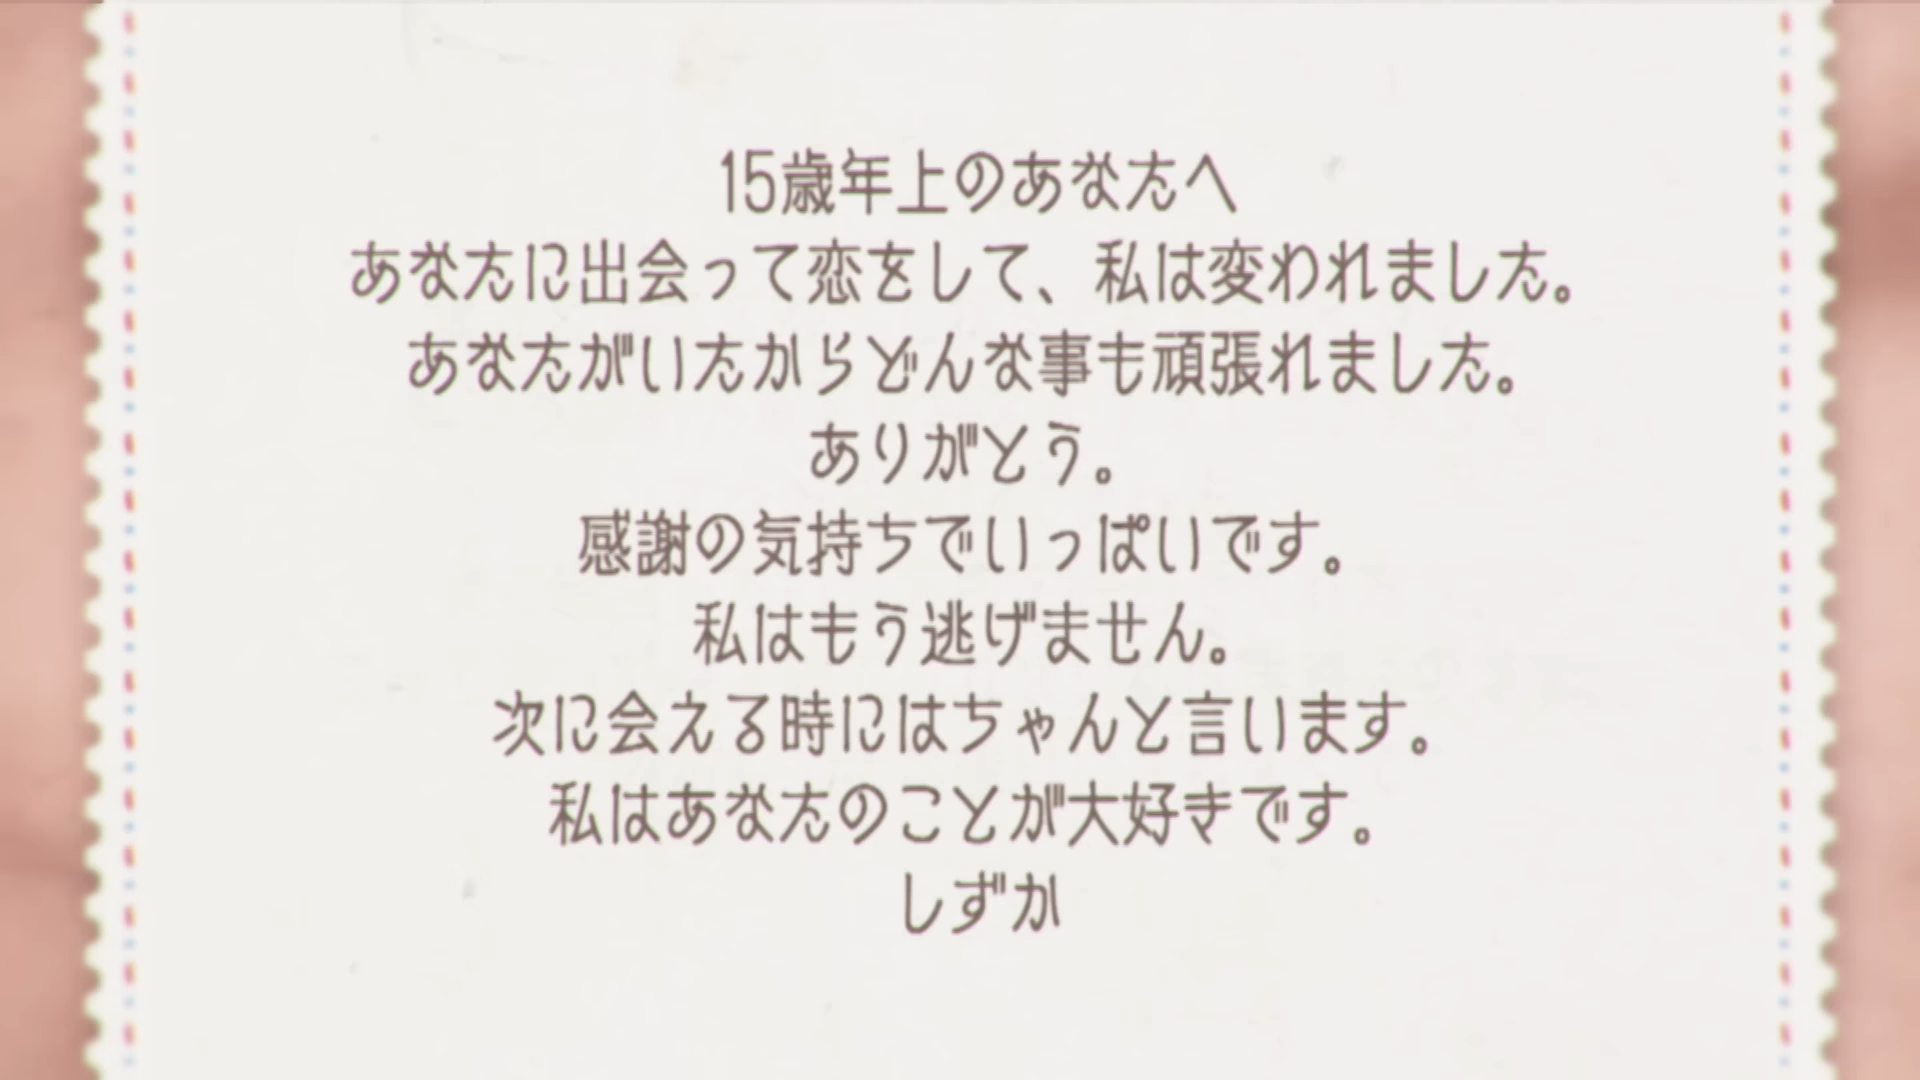 15歳年上のあなたへ
あなたに出会って恋をして、私は変われました。
あなたがいたからどんな事も頑張れました。
ありがとう。
感謝の気持ちでいっぱいです。
私はもう逃げません。
次に会える時にはちゃんと言います。
私はあなたのことが大好きです。
しずか